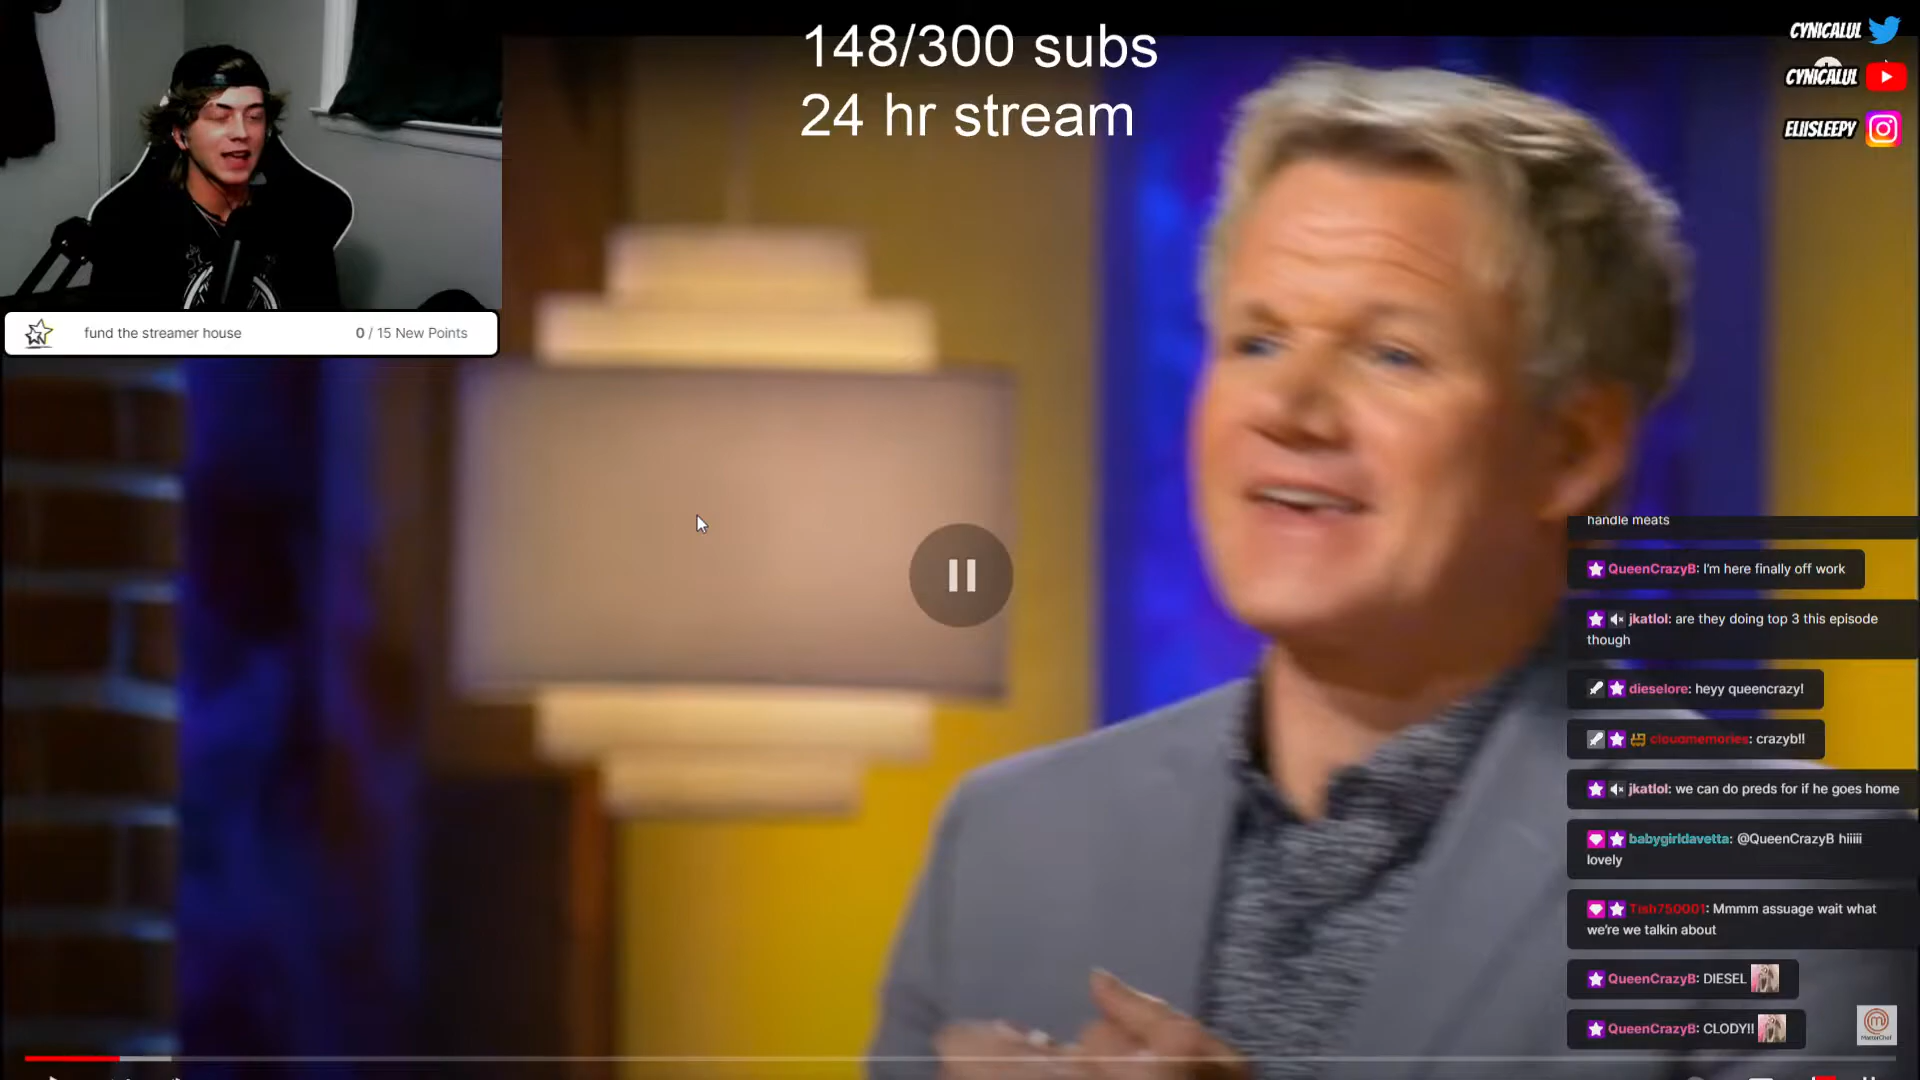 148/300 subs
24 hr stream
CYNICALUL
CYNICALUL
ELIISLEEPY
fund the streamer house 0 / 15 New Points
handle meats
QueenCrazyB: I'm here finally off work
jkatlol: are they doing top 3 this episode
though
dieselore: heyy queencrazy!
cloudmemories: crazyb!!
jkatlol: we can do preds for if he goes home
babygirldavetta: @QueenCrazyB hiiiii
lovely
Tish750001: Mmmm assuage wait what
we're we talkin about
QueenCrazyB: DIESEL
QueenCrazyB: CLODY!!
MasterChef